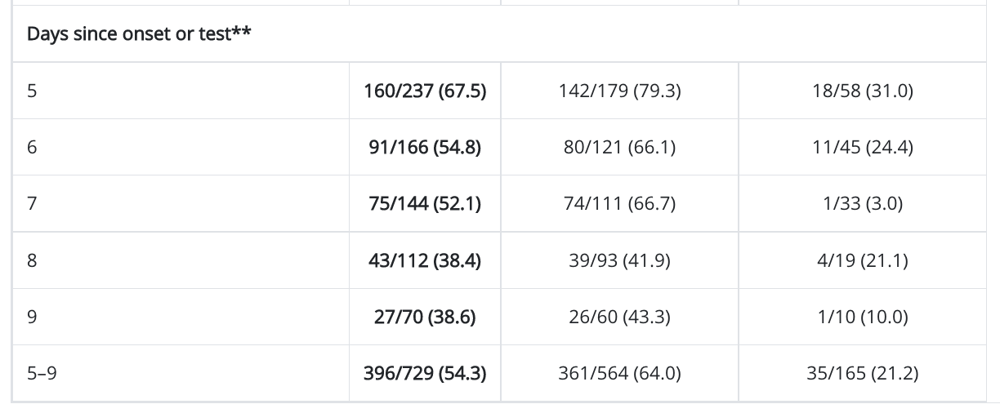 Days since onset or test**
5 160/237 (67.5) 142/179 (79.3) 18/58 (31.0)
6 91/166 (54.8) 80/121 (66.1) 11/45 (24.4)
7 75/144 (52.1) 74/111 (66.7) 1/33 (3.0)
8 43/112 (38.4) 39/93 (41.9) 4/19 (21.1)
9 27/70 (38.6) 26/60 (43.3) 1/10 (10.0)
5–9 396/729 (54.3) 361/564 (64.0) 35/165 (21.2)